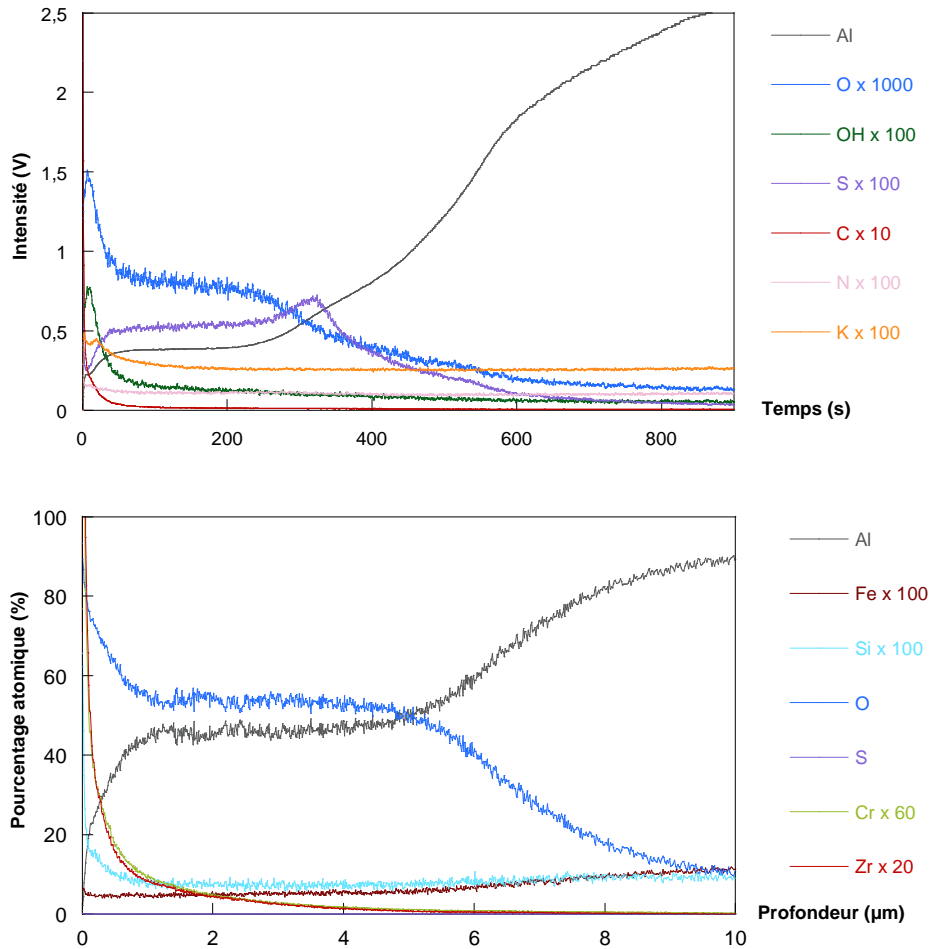 2,5
2
1,5
1
0,5
0
Intensité (V)
0
200
400
600
800
Temps (s)
Al
O x 1000
OH x 100
S x 100
C x 10
N x 100
K x 100
100
80
60
40
20
0
Pourcentage atomique (%)
0
2
4
6
8
10
Profondeur (µm)
Al
Fe x 100
Si x 100
O
S
Cr x 60
Zr x 20